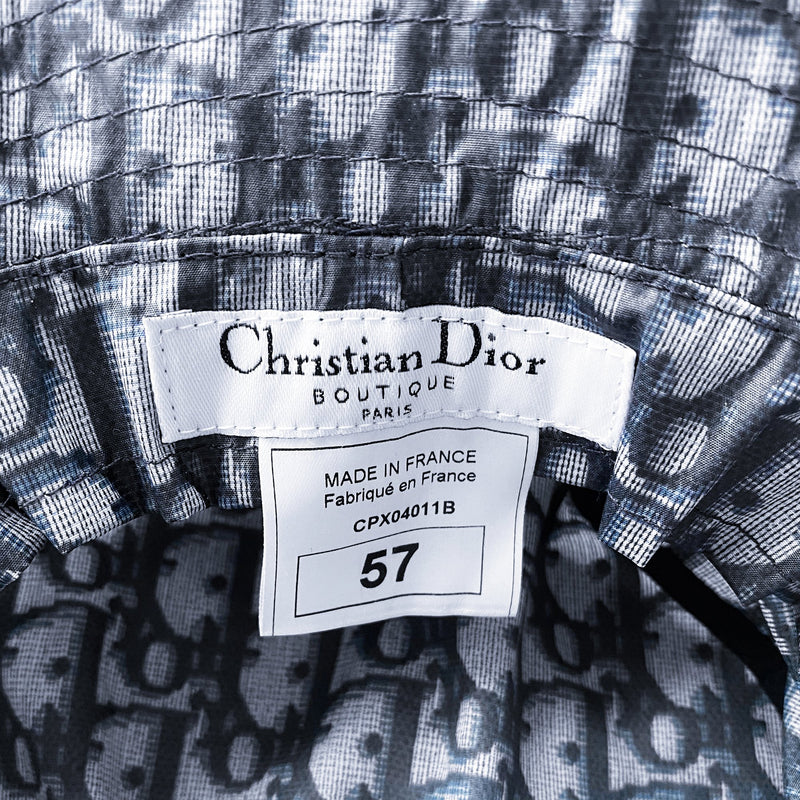 Christian Dior
BOUTIQUE
PARIS
MADE IN FRANCE
Fabriqué en France
CPX04011B
57